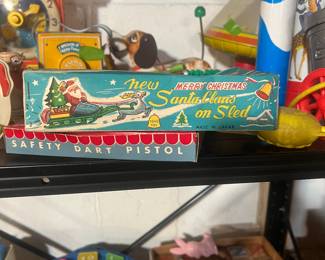 new
MERRY CHRISTMAS
Santa Claus
on Sled
MADE IN JAPAN
SAFETY DART PISTOL